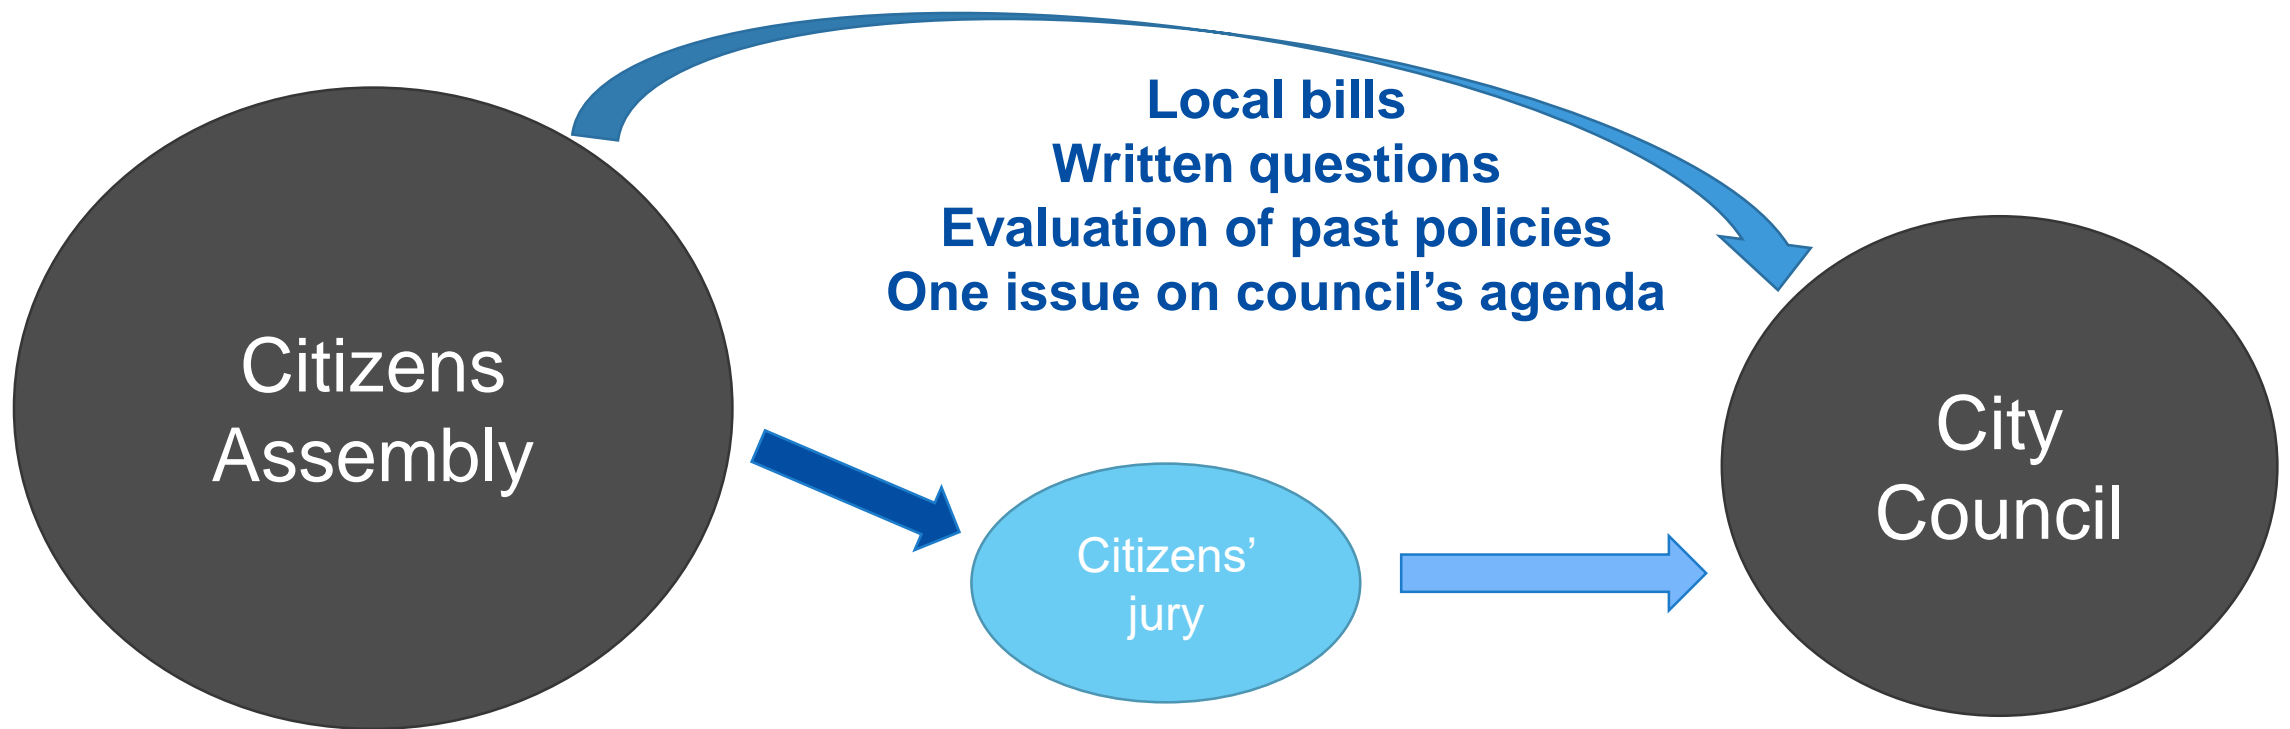 Local bills
Written questions
Evaluation of past policies
One issue on council’s agenda
Citizens
Assembly
Citizens’
jury
City
Council